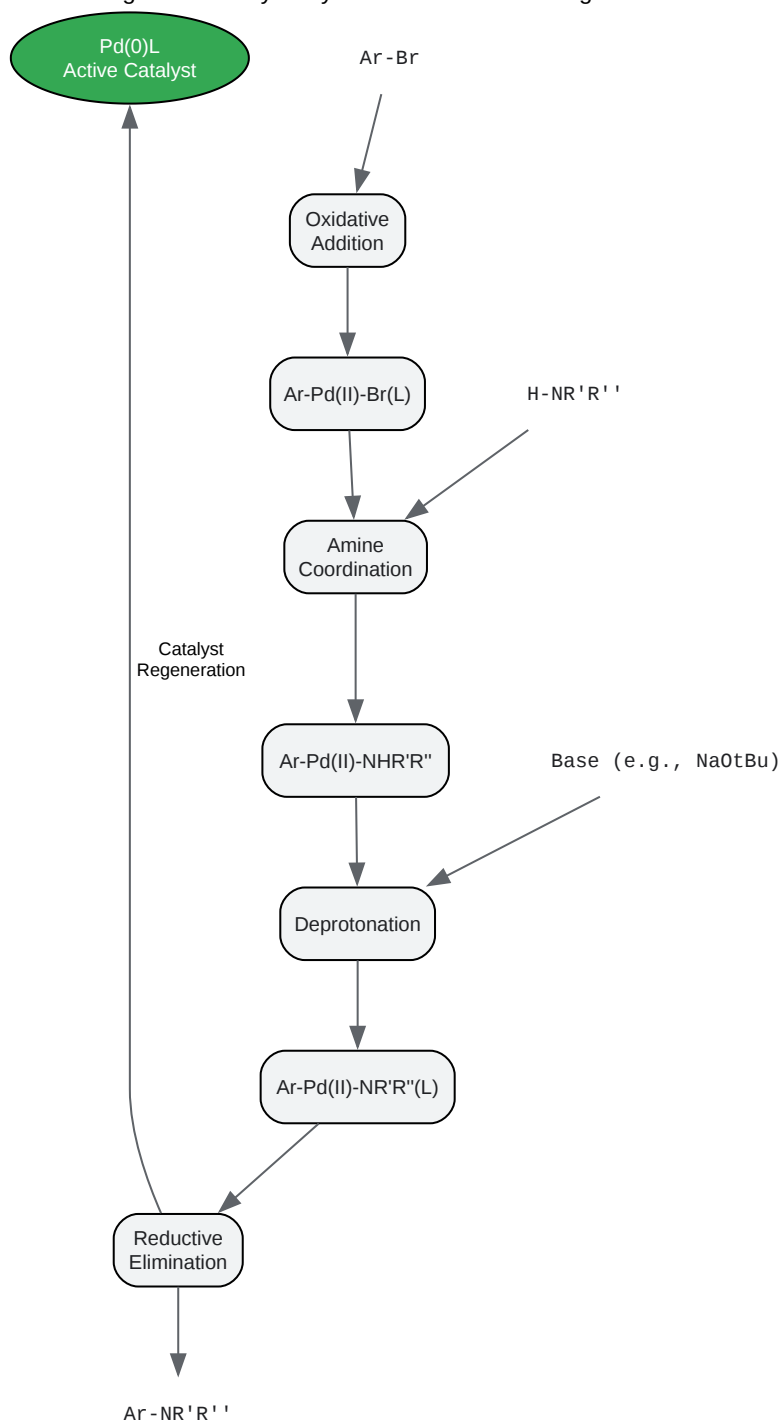 Pd(0)L
Active Catalyst
Ar-Br
Oxidative
Addition
Ar-Pd(II)-Br(L)
H-NR'R''
Amine
Coordination
Catalyst
Regeneration
Ar-Pd(II)-NHR'R''
Base (e.g., NaOtBu)
Deprotonation
Ar-Pd(II)-NR'R''(L)
Reductive
Elimination
Ar-NR'R''